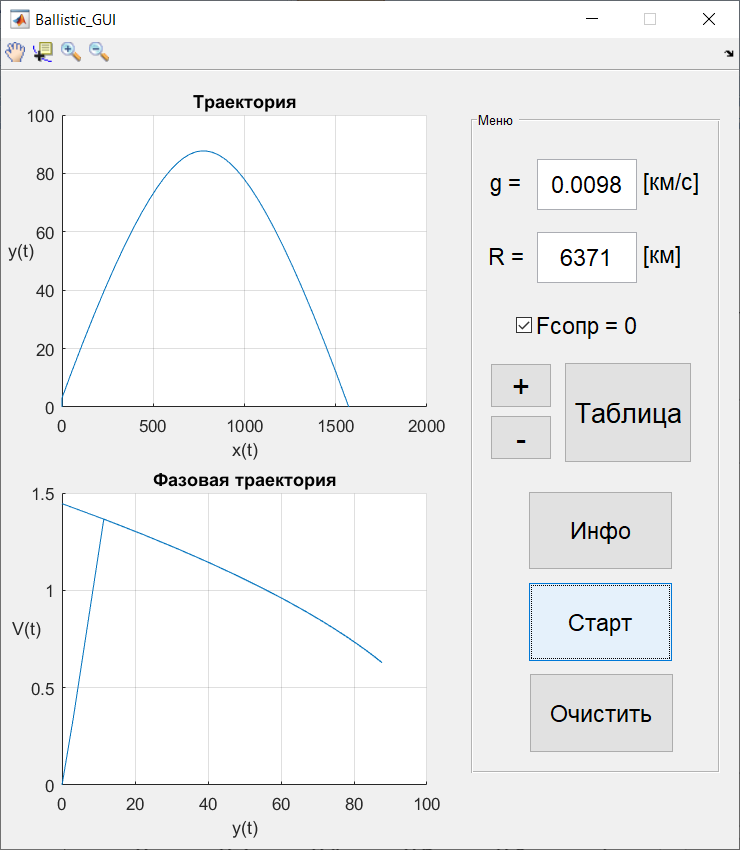 Ballistic_GUI
Траектория
100
80
60
40
20
0
y(t)
0 500 1000 1500 2000
x(t)
Фазовая траектория
1.5
1
0.5
0
V(t)
0 20 40 60 80 100
y(t)
Меню
g = 0.0098 [км/с]
R = 6371 [км]
Fсопр = 0
+
-
Таблица
Инфо
Старт
Очистить